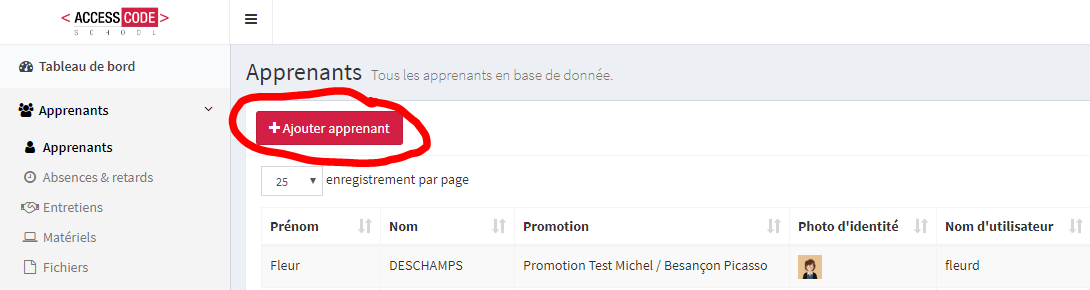 < ACCESS CODE >
SCHOOL
Tableau de bord
Apprenants
Apprenants
Absences & retards
Entretiens
Matériels
Fichiers
Apprenants Tous les apprenants en base de donnée.
+ Ajouter apprenant
25 enregistrement par page
Prénom Nom Promotion Photo d'identité Nom d'utilisateur
Fleur DESCHAMPS Promotion Test Michel / Besançon Picasso fleurd